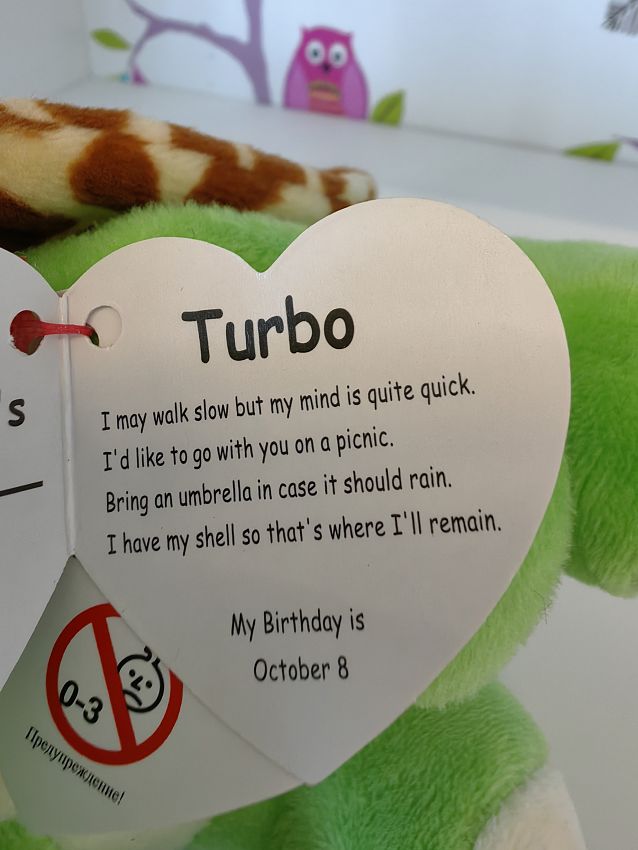 's
Turbo
I may walk slow but my mind is quite quick.
I'd like to go with you on a picnic.
Bring an umbrella in case it should rain.
I have my shell so that's where I'll remain.
My Birthday is
October 8
0-3
Предупреждение!